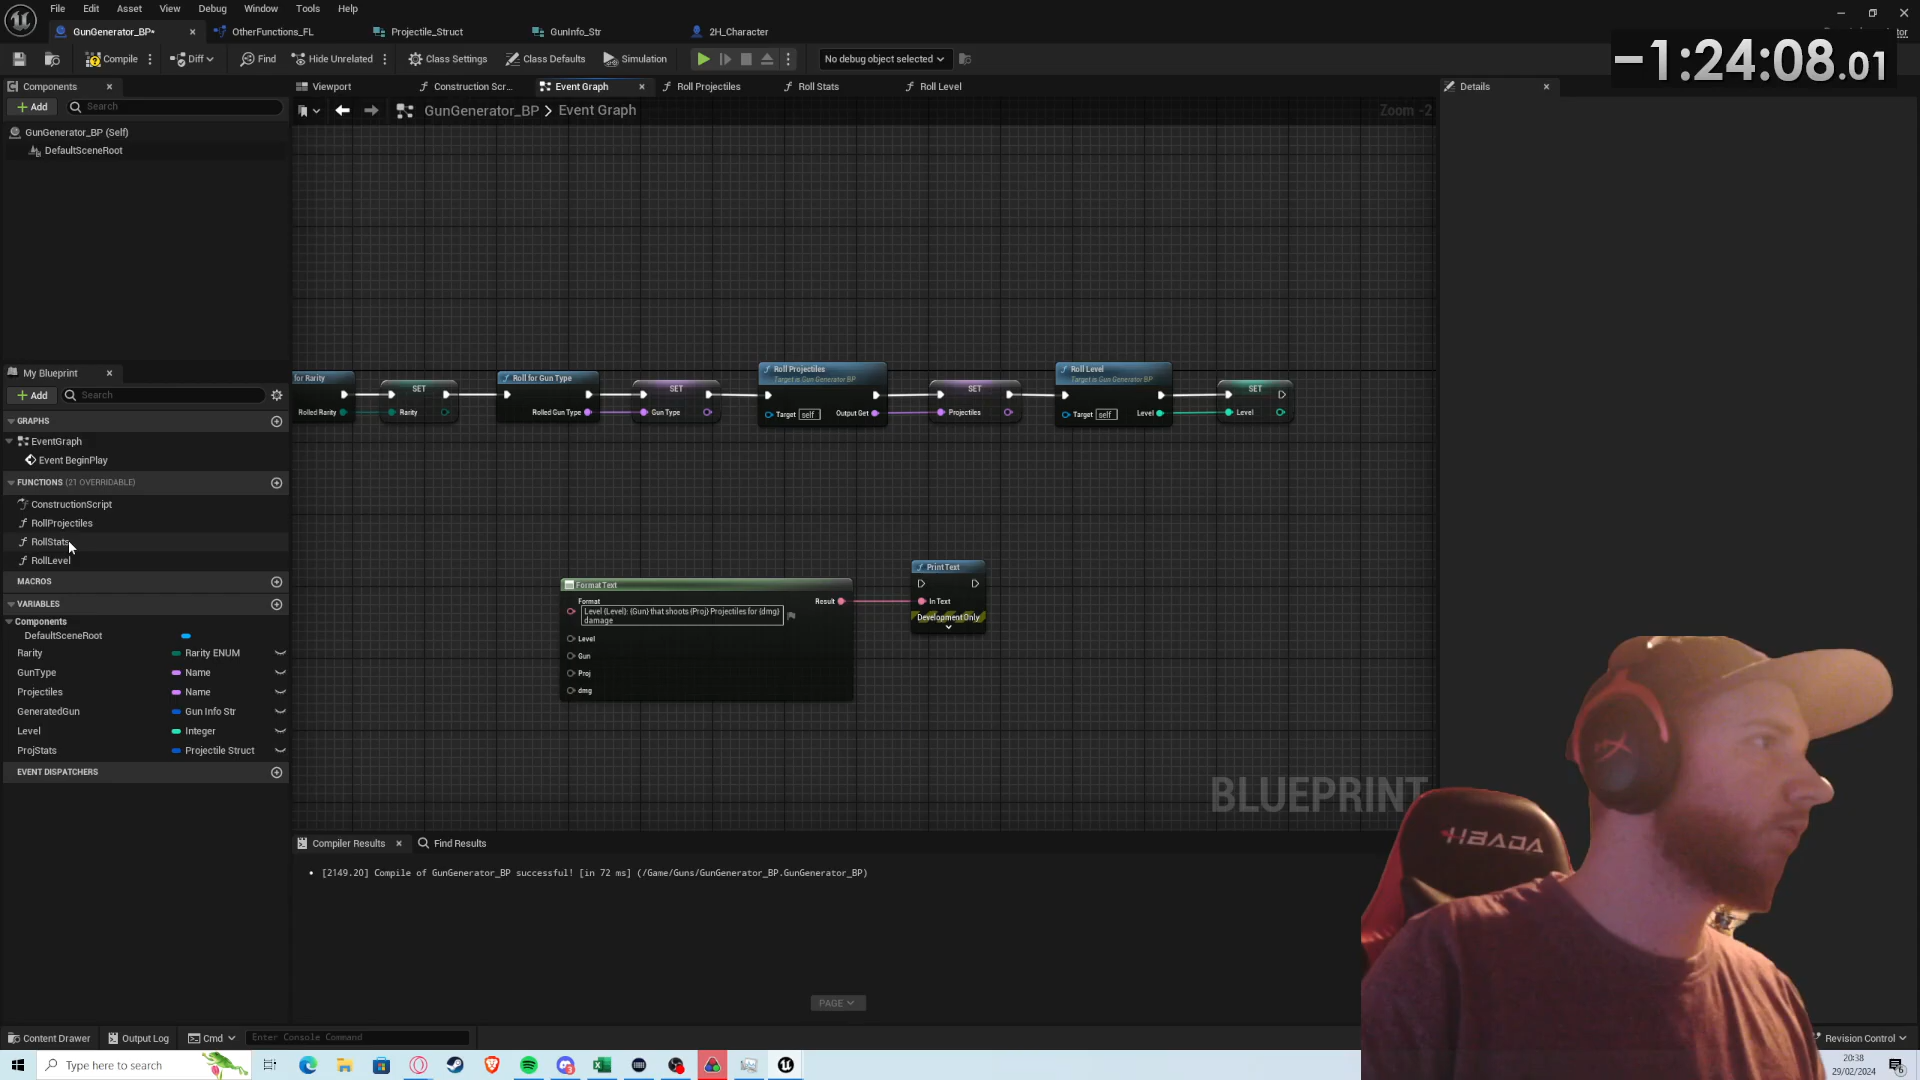 File Edit Asset View Debug Window Tools Help
GunGenerator_BP* OtherFunctions_FL Projectile_Struct GunInfo_Str 2H_Character
Compile Diff Find Hide Unrelated Class Settings Class Defaults Simulation No debug object selected
−1:24:08.01
Components
Viewport Construction Scr... Event Graph Roll Projectiles Roll Stats Roll Level
Details
Add Search
GunGenerator_BP > Event Graph
Zoom -2
GunGenerator_BP (Self)
DefaultSceneRoot
My Blueprint
Add Search
GRAPHS
EventGraph
Event BeginPlay
FUNCTIONS (21 OVERRIDABLE)
ConstructionScript
RollProjectiles
RollStats
RollLevel
MACROS
VARIABLES
Components
DefaultSceneRoot
Rarity Rarity ENUM
GunType Name
Projectiles Name
GeneratedGun Gun Info Str
Level Integer
ProjStats Projectile Struct
EVENT DISPATCHERS
for Rarity
Rolled Rarity
SET
Rarity
Roll for Gun Type
Rolled Gun Type
SET
Gun Type
Roll Projectiles
Target is Gun Generator BP
Target self Output Get
SET
Projectiles
Roll Level
Target is Gun Generator BP
Target self Level
SET
Level
Format Text
Format Result
Level {Level}: {Gun} that shoots {Proj} Projectiles for {dmg}
damage
Level
Gun
Proj
dmg
Print Text
In Text
Development Only
BLUEPRINT
Compiler Results Find Results
[2149.20] Compile of GunGenerator_BP successful! [in 72 ms] (/Game/Guns/GunGenerator_BP.GunGenerator_BP)
HBADA
PAGE
Content Drawer Output Log Cmd Enter Console Command
Revision Control
Type here to search
20:38
29/02/2024